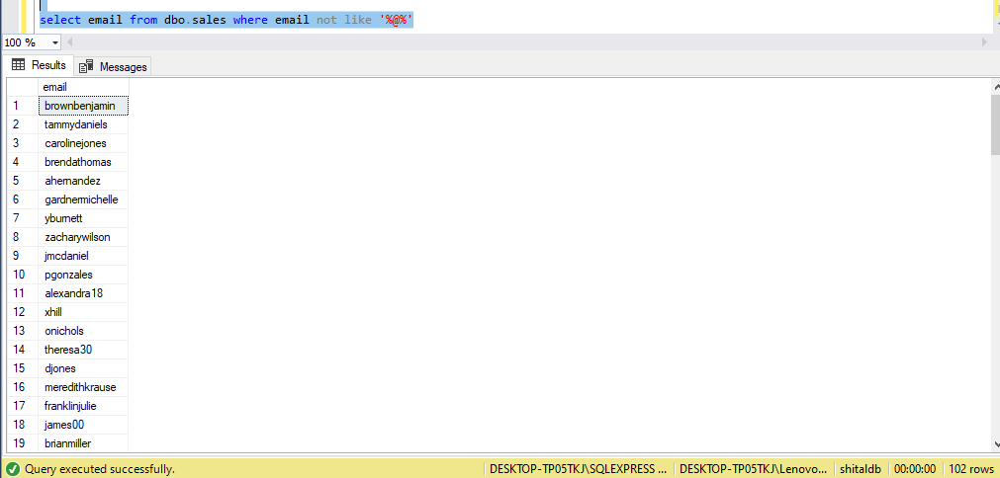 select email from dbo.sales where email not like '%@%'
100 %
Results Messages
email
1 brownbenjamin
2 tammydaniels
3 carolinejones
4 brendathomas
5 ahernandez
6 gardnermichelle
7 yburnett
8 zacharywilson
9 jmcdaniel
10 pgonzales
11 alexandra18
12 xhill
13 onichols
14 theresa30
15 djones
16 meredithkrause
17 franklinjulie
18 james00
19 brianmiller
Query executed successfully. DESKTOP-TP05TKJ\SQLEXPRESS ... DESKTOP-TP05TKJ\Lenovo... shitaldb 00:00:00 102 rows